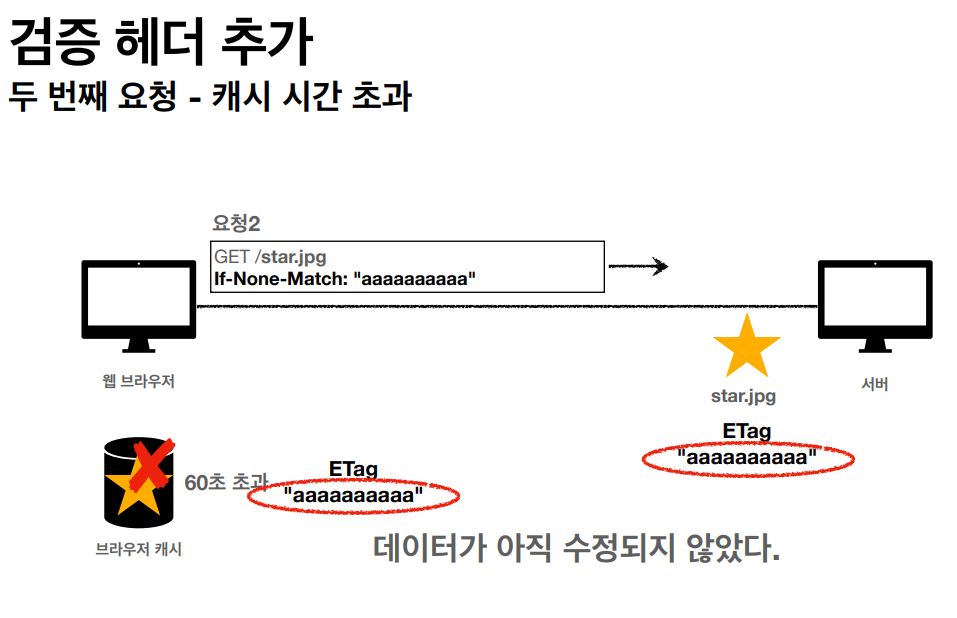 검증 헤더 추가
두 번째 요청 - 캐시 시간 초과
요청2
GET /star.jpg
If-None-Match: "aaaaaaaaaa"
웹 브라우저
서버
star.jpg
ETag
"aaaaaaaaaa"
60초 초과
ETag
"aaaaaaaaaa"
브라우저 캐시
데이터가 아직 수정되지 않았다.